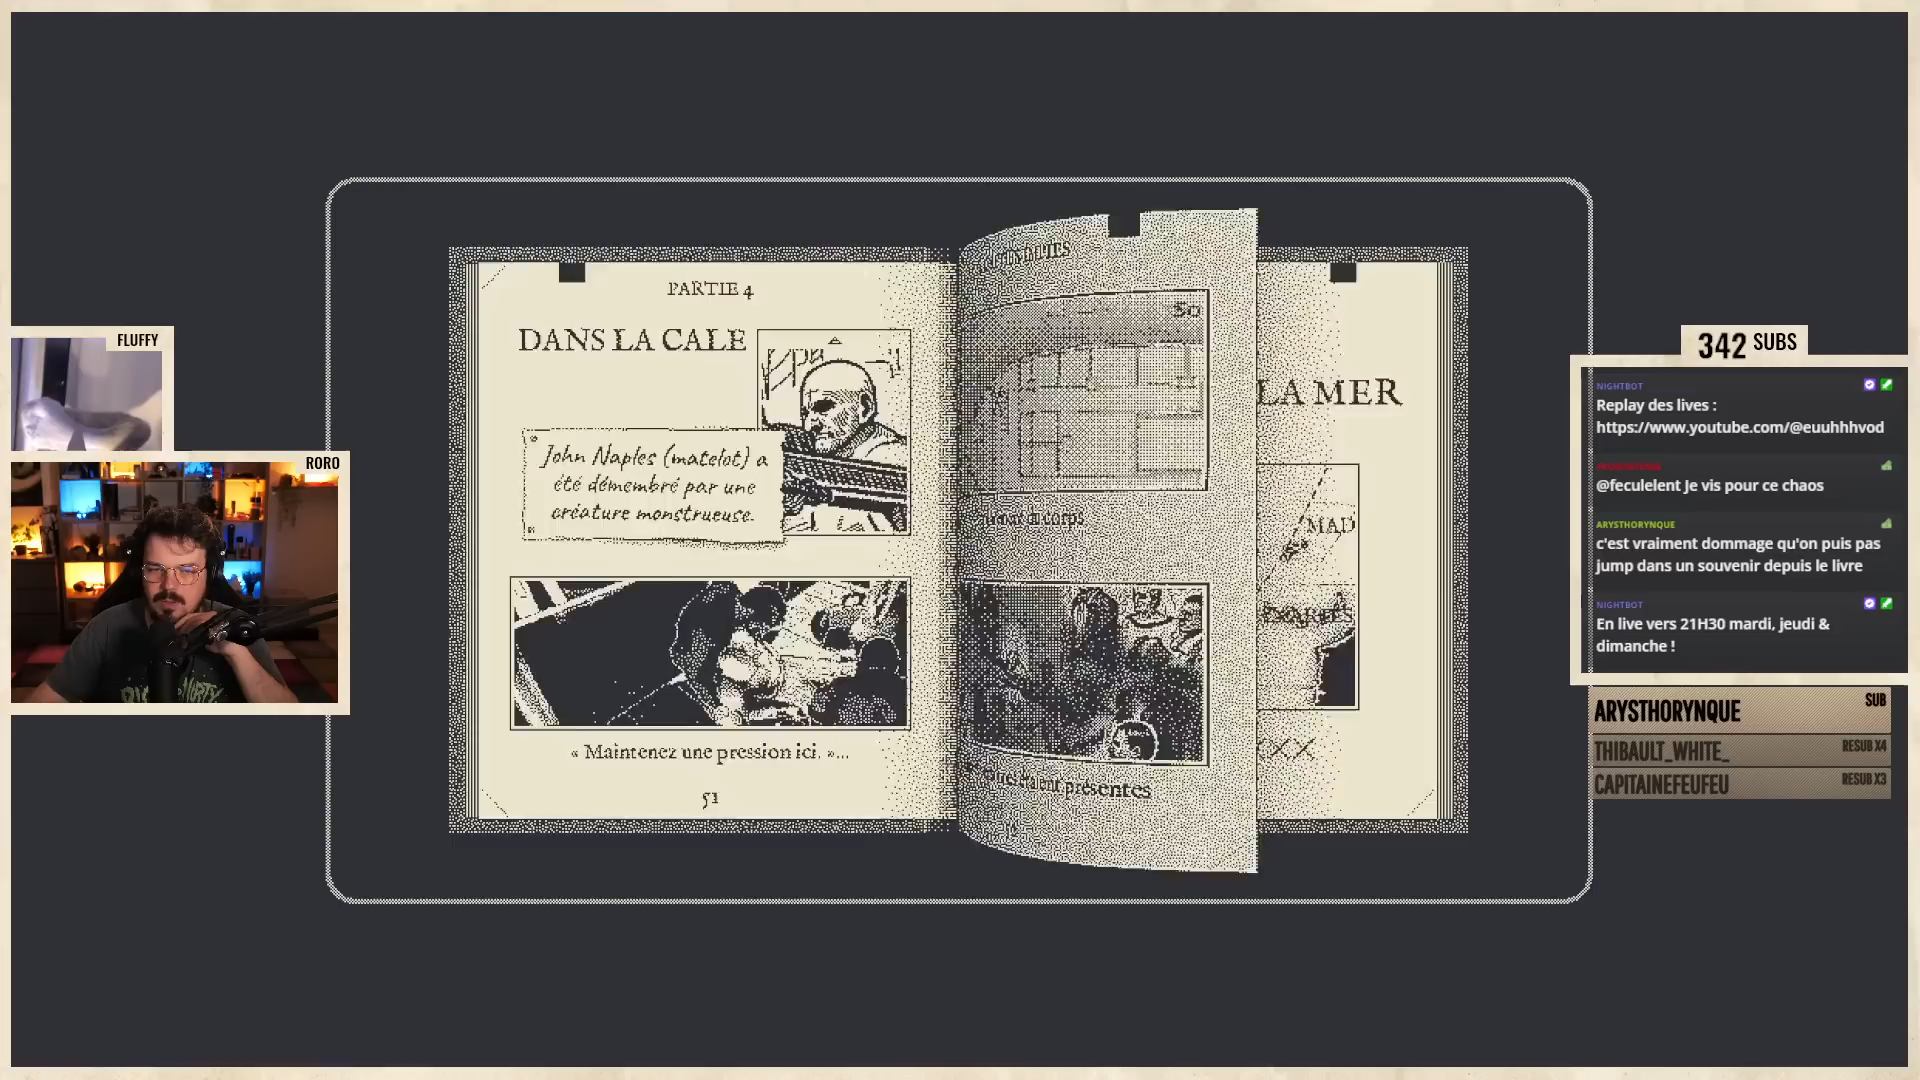 FLUFFY
RORO
PARTIE 4
DANS LA CALE
John Naples (matelot) a
été démembré par une
créature monstrueuse.
« Maintenez une pression ici. »...
51
50
du corps
présentes
LA MER
MAD
342 SUBS
NIGHTBOT
Replay des lives :
https://www.youtube.com/@euuhhhvod
@feculelent Je vis pour ce chaos
ARYSTHORYNQUE
c'est vraiment dommage qu'on puis pas
jump dans un souvenir depuis le livre
NIGHTBOT
En live vers 21H30 mardi, jeudi &
dimanche !
ARYSTHORYNQUE SUB
THIBAULT_WHITE_ RESUB X4
CAPITAINEFEUFEU RESUB X3